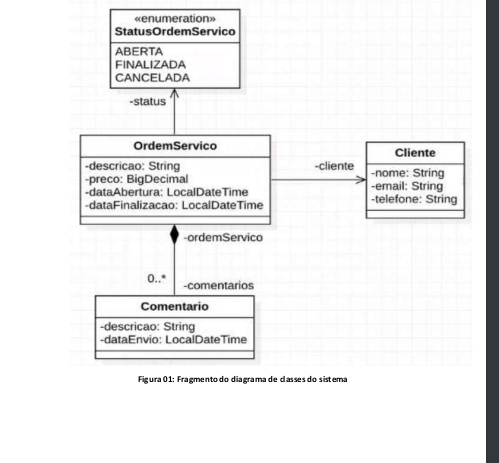 «enumeration»
StatusOrdemServico
ABERTA
FINALIZADA
CANCELADA
-status
OrdemServico
-descricao: String
-preco: BigDecimal
-dataAbertura: LocalDateTime
-dataFinalizacao: LocalDateTime
-cliente
Cliente
-nome: String
-email: String
-telefone: String
-ordemServico
0..*
-comentarios
Comentario
-descricao: String
-dataEnvio: LocalDateTime
Figura 01: Fragmento do diagrama de classes do sistema